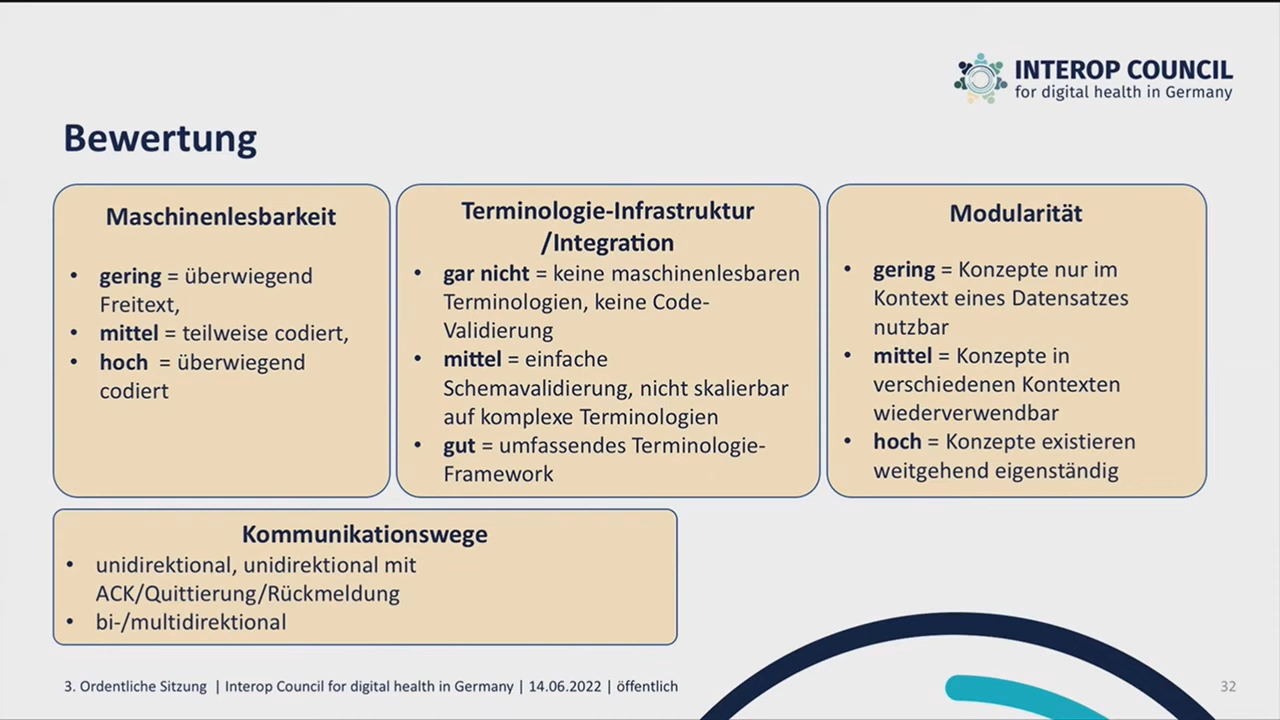 INTEROP COUNCIL
for digital health in Germany
Bewertung
Maschinenlesbarkeit
• gering = überwiegend
Freitext,
• mittel = teilweise codiert,
• hoch = überwiegend
codiert
Terminologie-Infrastruktur
/Integration
• gar nicht = keine maschinenlesbaren
Terminologien, keine Code-
Validierung
• mittel = einfache
Schemavalidierung, nicht skalierbar
auf komplexe Terminologien
• gut = umfassendes Terminologie-
Framework
Modularität
• gering = Konzepte nur im
Kontext eines Datensatzes
nutzbar
• mittel = Konzepte in
verschiedenen Kontexten
wiederverwendbar
• hoch = Konzepte existieren
weitgehend eigenständig
Kommunikationswege
• unidirektional, unidirektional mit
ACK/Quittierung/Rückmeldung
• bi-/multidirektional
3. Ordentliche Sitzung | Interop Council for digital health in Germany | 14.06.2022 | öffentlich
32